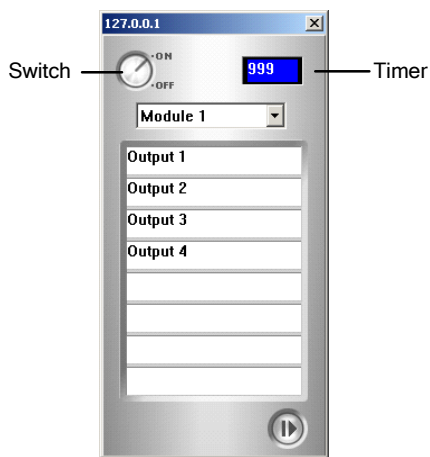 127.0.0.1
Switch
ON
OFF
999
Timer
Module 1
Output 1
Output 2
Output 3
Output 4